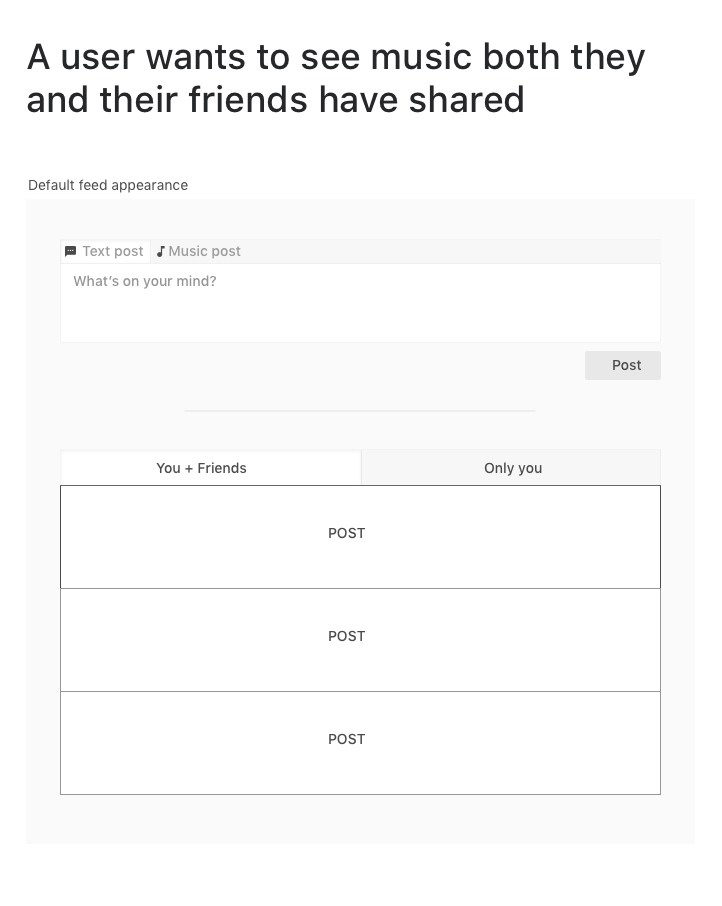 A user wants to see music both they
and their friends have shared
Default feed appearance
Text post Music post
What's on your mind?
Post
You + Friends Only you
POST
POST
POST